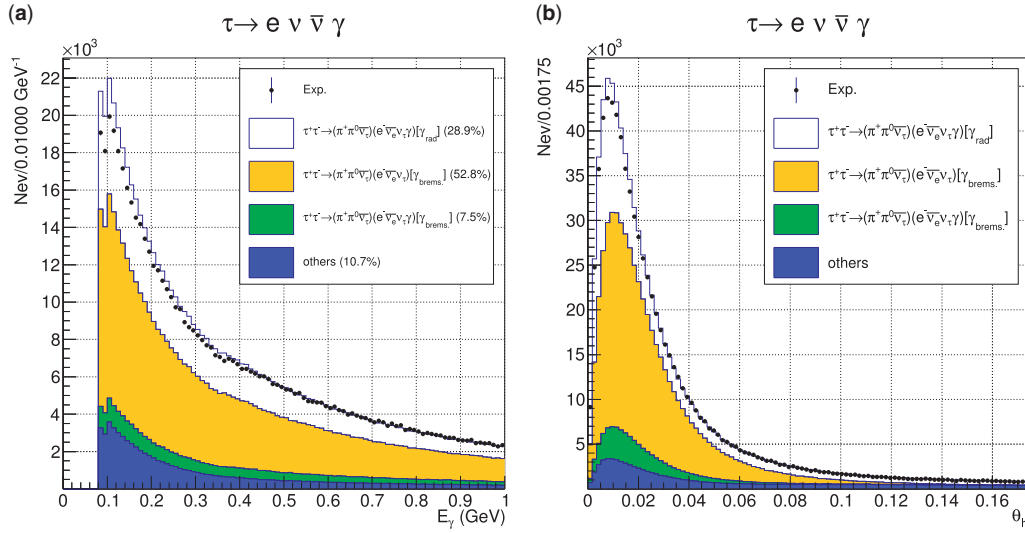 (a)
τ→ e ν ν̄ γ
×10³
Nev/0.01000 GeV⁻¹
22
20
18
16
14
12
10
8
6
4
2
Exp.
τ⁺τ⁻→(π⁺π⁰ν̄τ)(e⁻ν̄ₑντγ)[γrad] (28.9%)
τ⁺τ⁻→(π⁺π⁰ν̄τ)(e⁻ν̄ₑντ)[γbrems.] (52.8%)
τ⁺τ⁻→(π⁺π⁰ν̄τ)(e⁻ν̄ₑντγ)[γbrems.] (7.5%)
others (10.7%)
0 0.1 0.2 0.3 0.4 0.5 0.6 0.7 0.8 0.9 1
Eγ (GeV)
(b)
τ→ e ν ν̄ γ
×10³
Nev/0.00175
45
40
35
30
25
20
15
10
5
Exp.
τ⁺τ⁻→(π⁺π⁰ν̄τ)(e⁻ν̄ₑντγ)[γrad]
τ⁺τ⁻→(π⁺π⁰ν̄τ)(e⁻ν̄ₑντ)[γbrems.]
τ⁺τ⁻→(π⁺π⁰ν̄τ)(e⁻ν̄ₑντγ)[γbrems.]
others
0 0.02 0.04 0.06 0.08 0.1 0.12 0.14 0.16